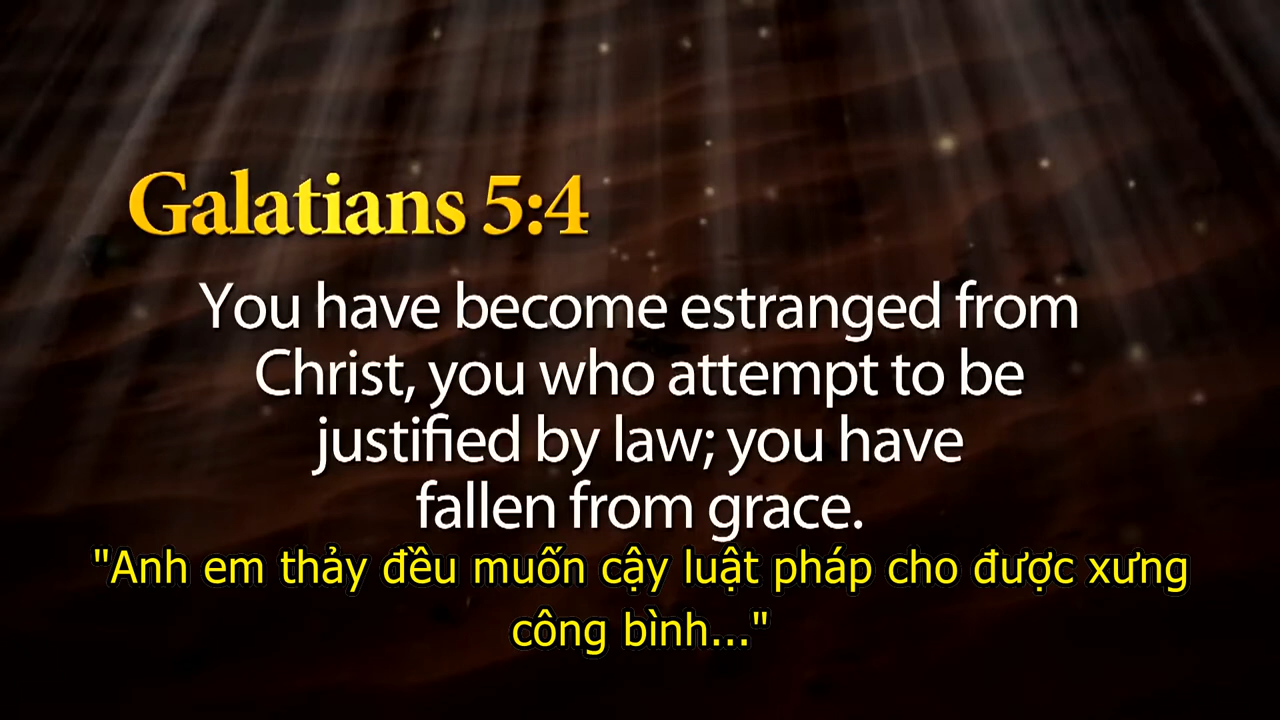 Galatians 5:4
You have become estranged from
Christ, you who attempt to be
justified by law; you have
fallen from grace.
"Anh em thảy đều muốn cậy luật pháp cho được xưng
công bình..."